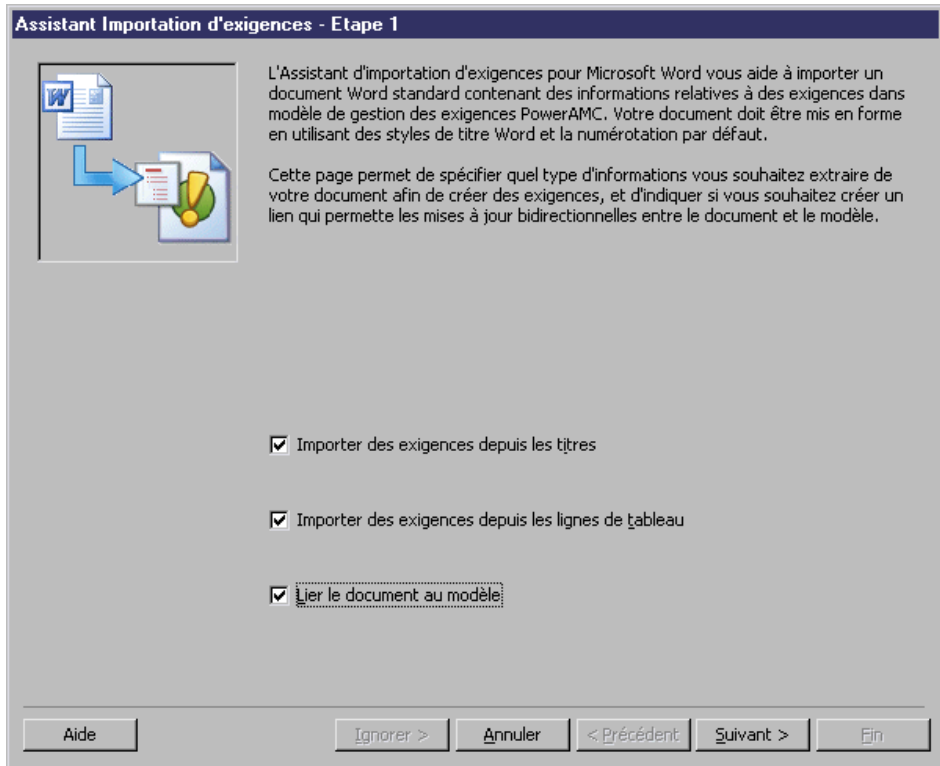 Assistant Importation d'exigences - Etape 1
L'Assistant d'importation d'exigences pour Microsoft Word vous aide à importer un
document Word standard contenant des informations relatives à des exigences dans
modèle de gestion des exigences PowerAMC. Votre document doit être mis en forme
en utilisant des styles de titre Word et la numérotation par défaut.
Cette page permet de spécifier quel type d'informations vous souhaitez extraire de
votre document afin de créer des exigences, et d'indiquer si vous souhaitez créer un
lien qui permette les mises à jour bidirectionnelles entre le document et le modèle.
Importer des exigences depuis les titres
Importer des exigences depuis les lignes de tableau
Lier le document au modèle
Aide
Ignorer >
Annuler
< Précédent
Suivant >
Fin